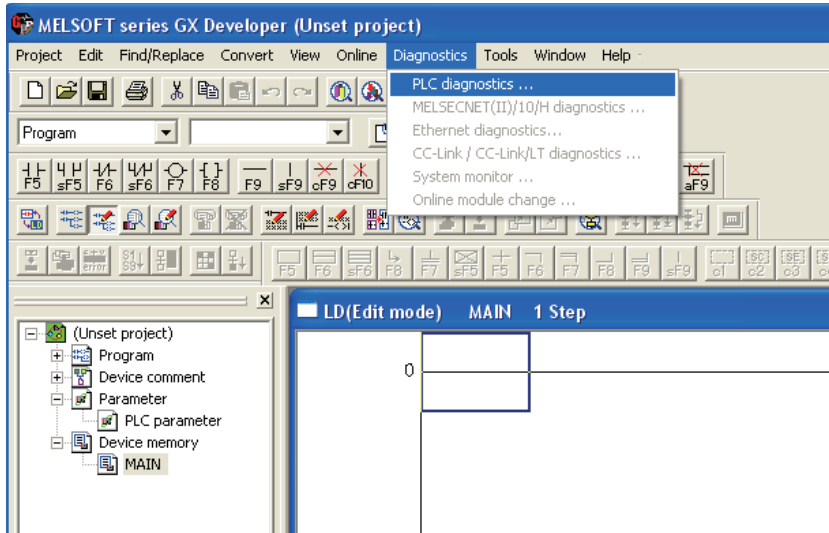 MELSOFT series GX Developer (Unset project)
Project Edit Find/Replace Convert View Online Diagnostics Tools Window Help
PLC diagnostics ...
MELSECNET(II)/10/H diagnostics ...
Ethernet diagnostics...
CC-Link / CC-Link/LT diagnostics ...
System monitor ...
Online module change ...
Program
F5 sF5 F6 sF6 F7 F8 F9 sF9 cF9 cF10 aF9
error
F5 F6 sF6 F8 F7 sF5 F5 F6 F7 F8 F9 sF9 c1 c2 c3
LD(Edit mode) MAIN 1 Step
(Unset project)
Program
Device comment
Parameter
PLC parameter
Device memory
MAIN
0